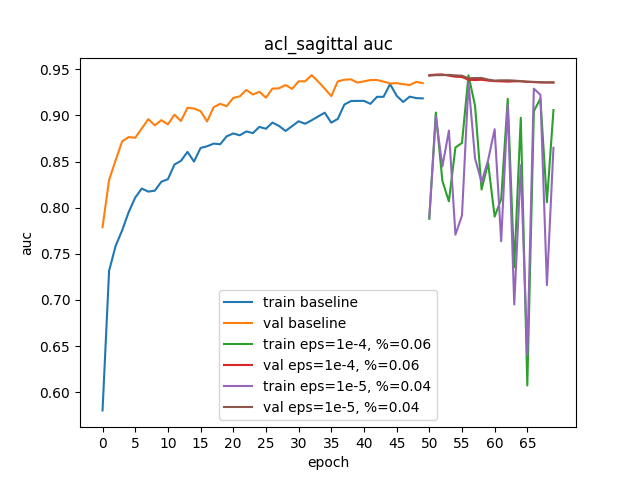 acl_sagittal auc
auc
0.95
0.90
0.85
0.80
0.75
0.70
0.65
0.60
train baseline
val baseline
train eps=1e-4, %=0.06
val eps=1e-4, %=0.06
train eps=1e-5, %=0.04
val eps=1e-5, %=0.04
0 5 10 15 20 25 30 35 40 45 50 55 60 65
epoch